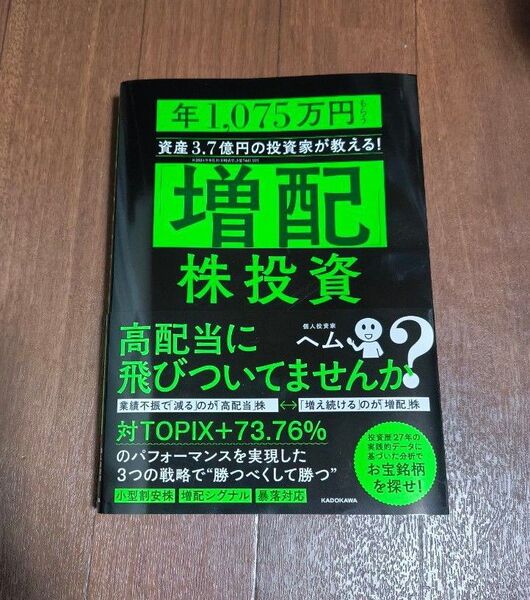 年1,075万円もらう
資産3.7億円の投資家が教える!
増配
株投資
個人投資家
ヘム
高配当に
飛びついてませんか?
業績不振で「減る」のが「高配当」株 ↔ 「増え続ける」のが「増配」株
対TOPIX+73.76%
のパフォーマンスを実現した
3つの戦略で“勝つべくして勝つ”
小型割安株 増配シグナル 暴落対応
投資歴27年の
実践的データに
基づいた分析で
お宝銘柄
を探せ!
KADOKAWA